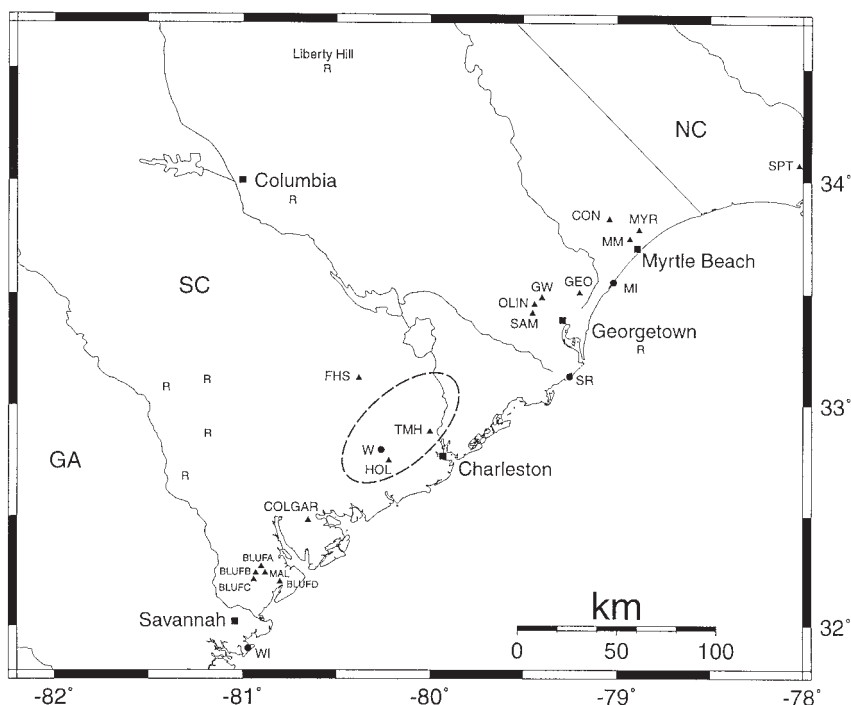 Liberty Hill
R
NC
SPT
34°
Columbia
R
CON
MYR
MM
Myrtle Beach
SC
GEO
MI
GW
OLIN
SAM
Georgetown
R
FHS
R
R
SR
33°
TMH
R
W
GA
HOL
Charleston
R
COLGAR
BLUFA
BLUFB
MAL
BLUFC
BLUFD
Savannah
km
32°
WI
0 50 100
-82° -81° -80° -79° -78°